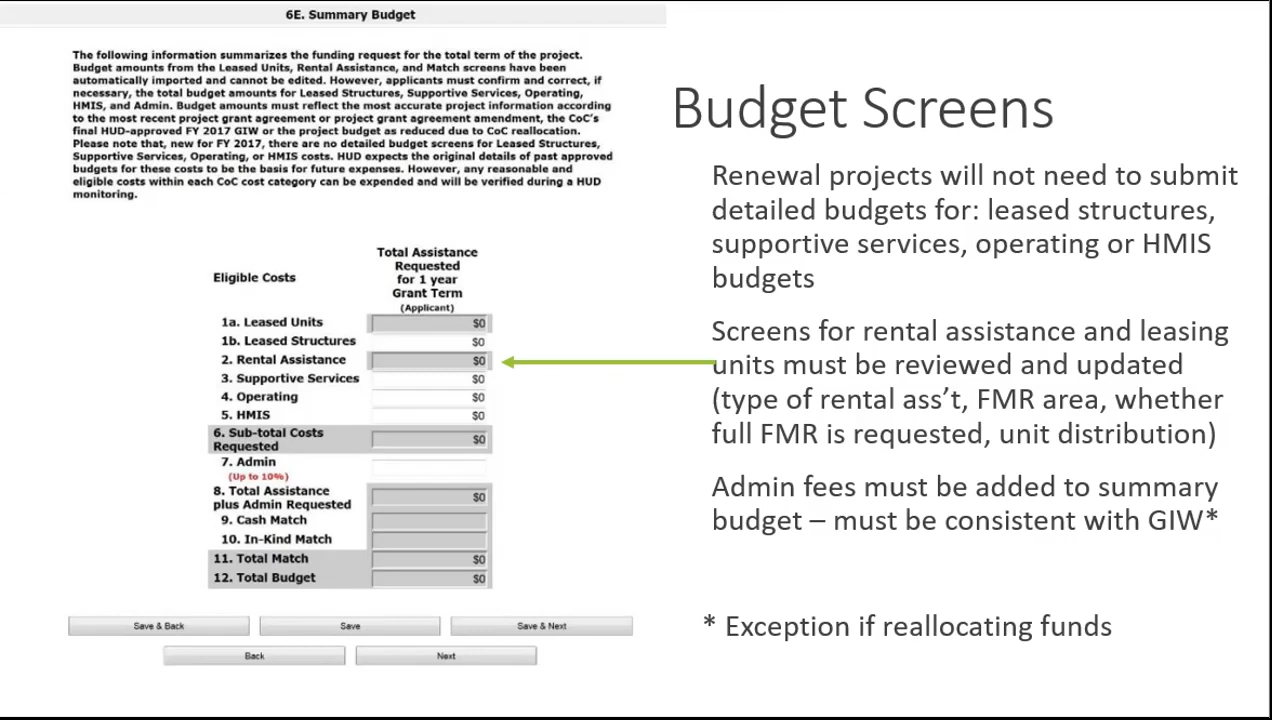 6E. Summary Budget
The following information summarizes the funding request for the total term of the project.
Budget amounts from the Leased Units, Rental Assistance, and Match screens have been
automatically imported and cannot be edited. However, applicants must confirm and correct, if
necessary, the total budget amounts for Leased Structures, Supportive Services, Operating,
HMIS, and Admin. Budget amounts must reflect the most accurate project information according
to the most recent project grant agreement or project grant agreement amendment, the CoC's
final HUD-approved FY 2017 GIW or the project budget as reduced due to CoC reallocation.
Please note that, new for FY 2017, there are no detailed budget screens for Leased Structures,
Supportive Services, Operating, or HMIS costs. HUD expects the original details of past approved
budgets for these costs to be the basis for future expenses. However, any reasonable and
eligible costs within each CoC cost category can be expended and will be verified during a HUD
monitoring.
Eligible Costs
Total Assistance
Requested
for 1 year
Grant Term
(Applicant)
1a. Leased Units $0
1b. Leased Structures $0
2. Rental Assistance $0
3. Supportive Services $0
4. Operating $0
5. HMIS $0
6. Sub-total Costs
Requested $0
7. Admin
(Up to 10%)
8. Total Assistance
plus Admin Requested $0
9. Cash Match
10. In-Kind Match
11. Total Match $0
12. Total Budget $0
Save & Back Save Save & Next
Back Next
Budget Screens
Renewal projects will not need to submit
detailed budgets for: leased structures,
supportive services, operating or HMIS
budgets
Screens for rental assistance and leasing
units must be reviewed and updated
(type of rental ass't, FMR area, whether
full FMR is requested, unit distribution)
Admin fees must be added to summary
budget – must be consistent with GIW*
* Exception if reallocating funds